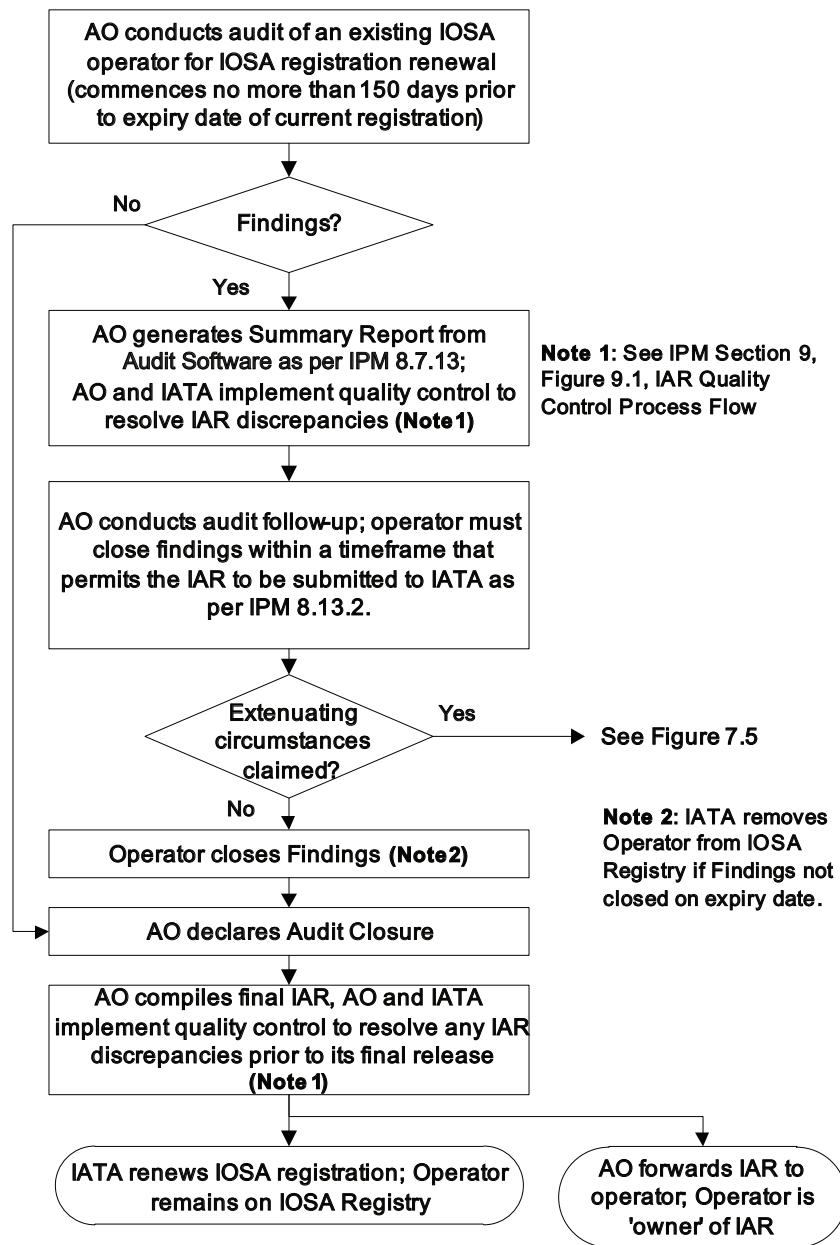 AO conducts audit of an existing IOSA
operator for IOSA registration renewal
(commences no more than 150 days prior
to expiry date of current registration)
No
Findings?
Yes
AO generates Summary Report from
Audit Software as per IPM 8.7.13;
AO and IATA implement quality control to
resolve IAR discrepancies (Note 1)
Note 1: See IPM Section 9,
Figure 9.1, IAR Quality
Control Process Flow
AO conducts audit follow-up; operator must
close findings within a timeframe that
permits the IAR to be submitted to IATA as
per IPM 8.13.2.
Extenuating
circumstances
claimed?
Yes
See Figure 7.5
No
Note 2: IATA removes
Operator from IOSA
Registry if Findings not
closed on expiry date.
Operator closes Findings (Note 2)
AO declares Audit Closure
AO compiles final IAR, AO and IATA
implement quality control to resolve any IAR
discrepancies prior to its final release
(Note 1)
IATA renews IOSA registration; Operator
remains on IOSA Registry
AO forwards IAR to
operator; Operator is
'owner' of IAR